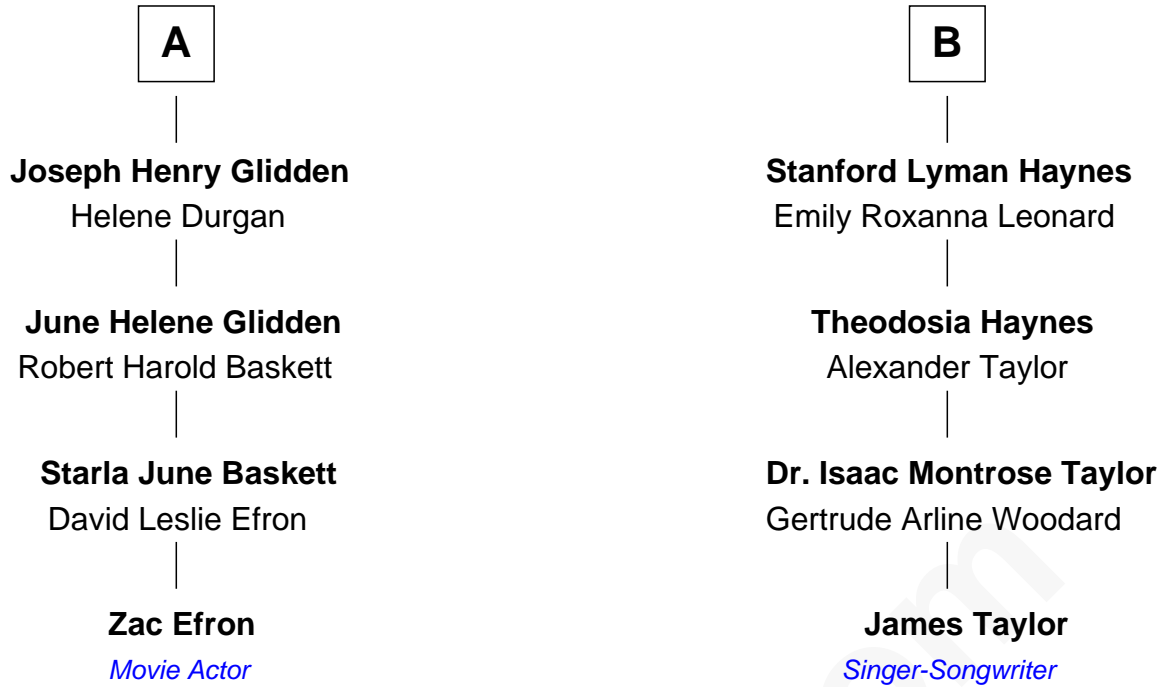 A
B
Joseph Henry Glidden
Helene Durgan
Stanford Lyman Haynes
Emily Roxanna Leonard
June Helene Glidden
Robert Harold Baskett
Theodosia Haynes
Alexander Taylor
Starla June Baskett
David Leslie Efron
Dr. Isaac Montrose Taylor
Gertrude Arline Woodard
Zac Efron
Movie Actor
James Taylor
Singer-Songwriter